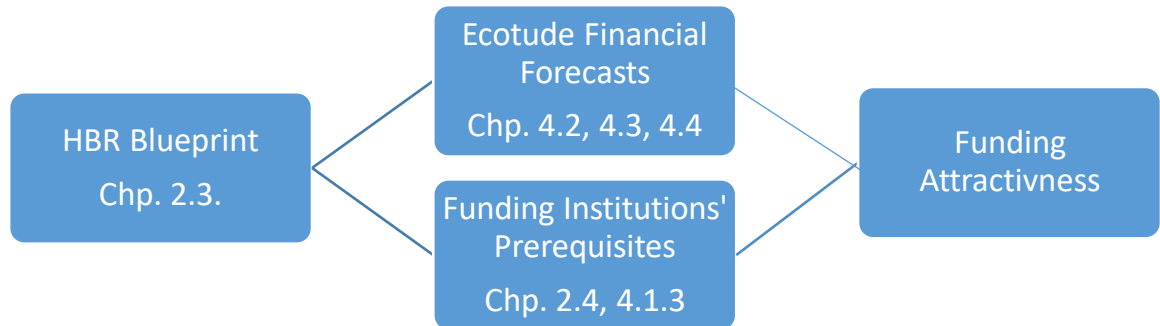 HBR Blueprint
Chp. 2.3.
Ecotude Financial
Forecasts
Chp. 4.2, 4.3, 4.4
Funding Institutions'
Prerequisites
Chp. 2.4, 4.1.3
Funding
Attractivness